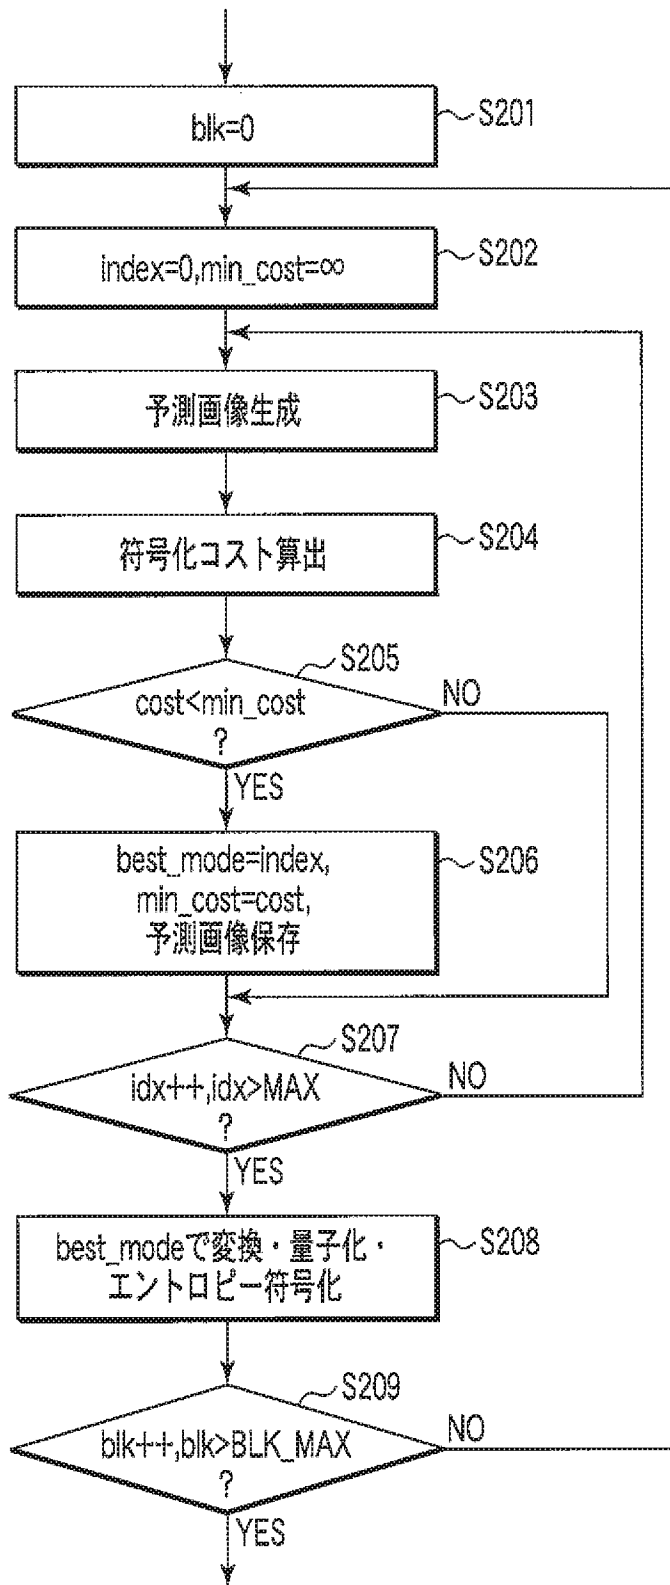 blk=0
S201
index=0,min_cost=∞
S202
予測画像生成
S203
符号化コスト算出
S204
S205
cost<min_cost
?
NO
YES
best_mode=index,
min_cost=cost,
予測画像保存
S206
S207
idx++,idx>MAX
?
NO
YES
best_modeで変換・量子化・
エントロピー符号化
S208
S209
blk++,blk>BLK_MAX
?
NO
YES